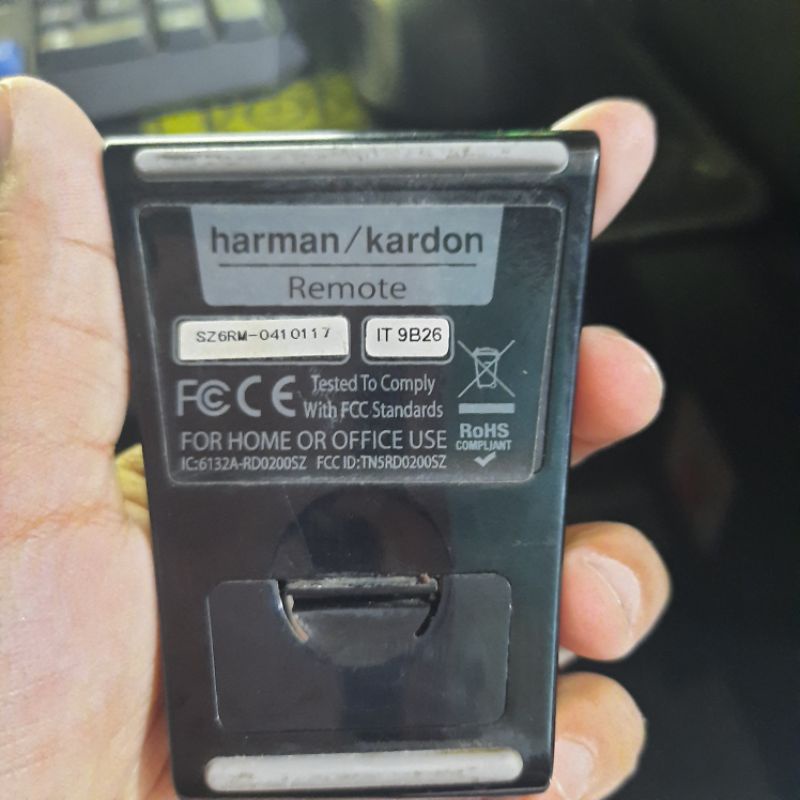 harman/kardon
Remote
SZ6RM-0410117 IT 9B26
FC CE Tested To Comply
With FCC Standards
FOR HOME OR OFFICE USE
RoHS
COMPLIANT
IC:6132A-RD0200SZ FCC ID:TN5RD0200SZ